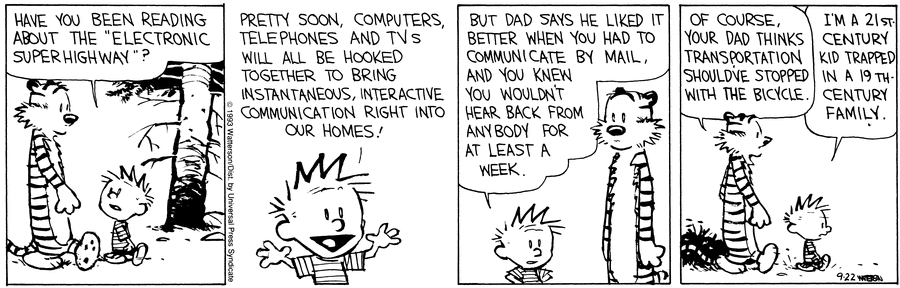 HAVE YOU BEEN READING
ABOUT THE "ELECTRONIC
SUPERHIGHWAY"?
© 1993 Watterson/Dist. by Universal Press Syndicate
PRETTY SOON, COMPUTERS,
TELEPHONES AND TVs
WILL ALL BE HOOKED
TOGETHER TO BRING
INSTANTANEOUS, INTERACTIVE
COMMUNICATION RIGHT INTO
OUR HOMES!
BUT DAD SAYS HE LIKED IT
BETTER WHEN YOU HAD TO
COMMUNICATE BY MAIL,
AND YOU KNEW
YOU WOULDN'T
HEAR BACK FROM
ANYBODY FOR
AT LEAST A
WEEK.
OF COURSE,
YOUR DAD THINKS
TRANSPORTATION
SHOULD'VE STOPPED
WITH THE BICYCLE.
I'M A 21ST-
CENTURY
KID TRAPPED
IN A 19TH-
CENTURY
FAMILY.
9-22 WATTERSON